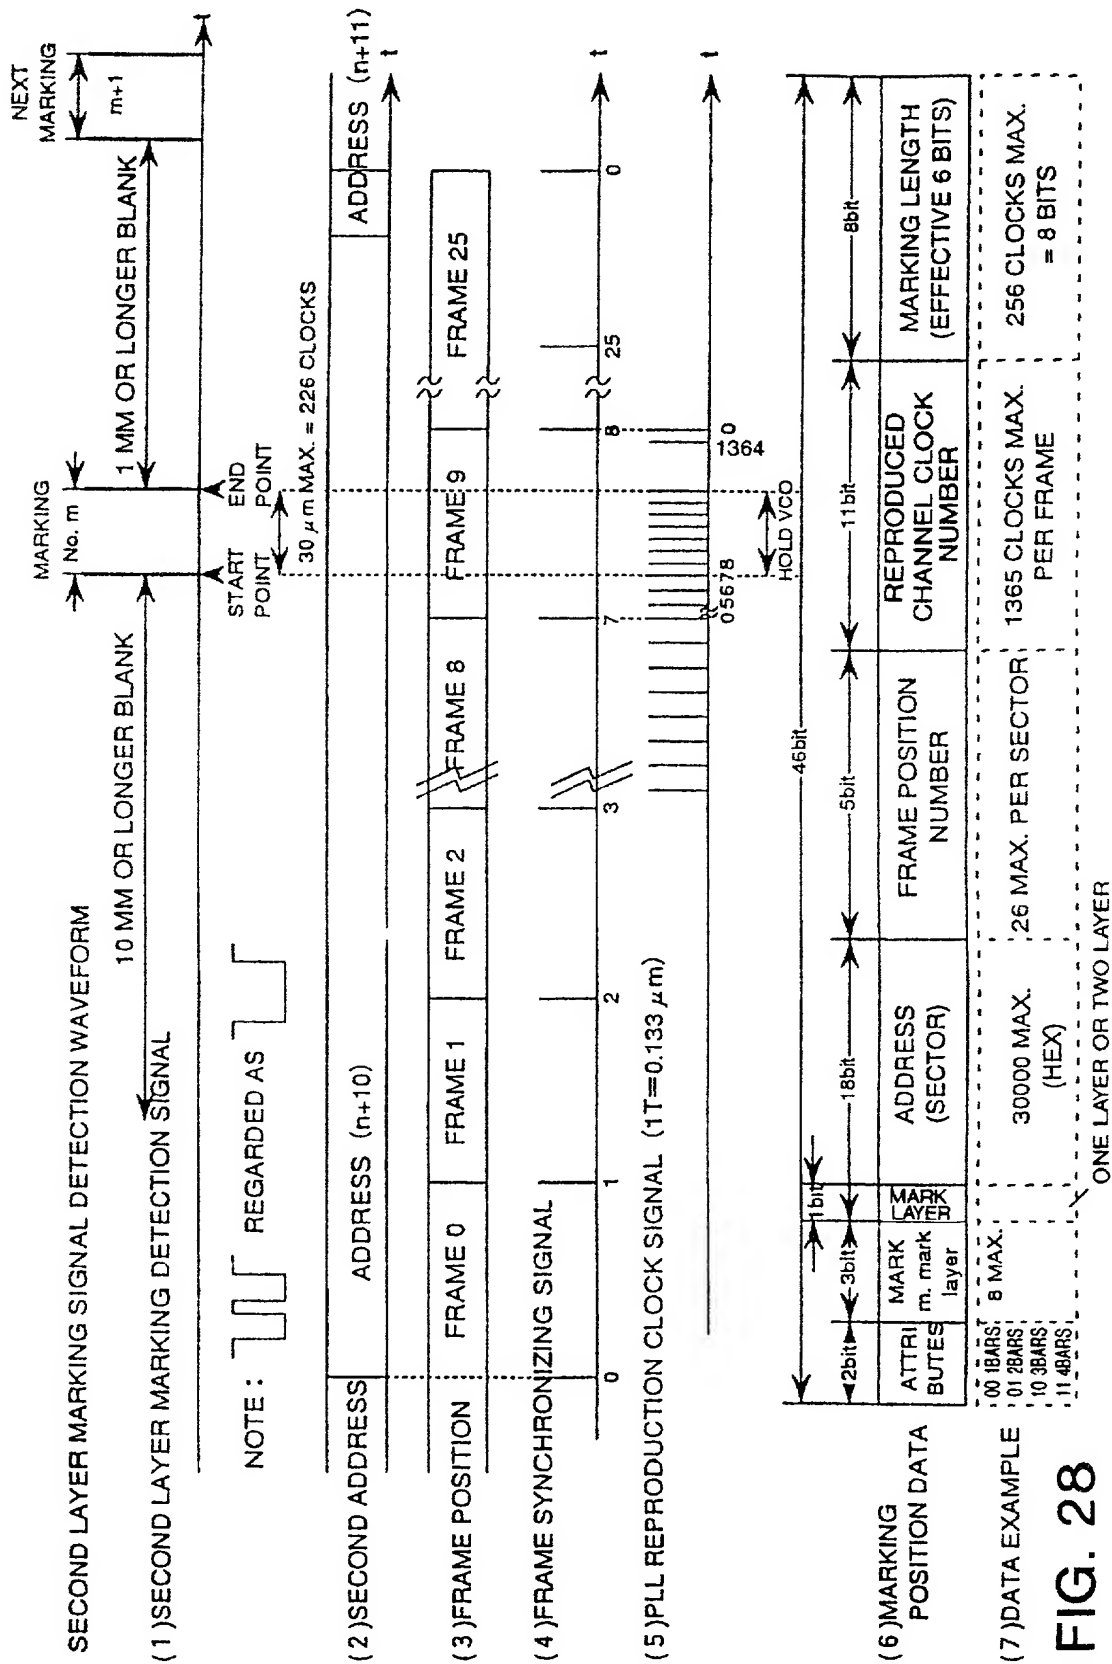 SECOND LAYER MARKING SIGNAL DETECTION WAVEFORM
(1)SECOND LAYER MARKING DETECTION SIGNAL
10 MM OR LONGER BLANK
MARKING
No. m
1 MM OR LONGER BLANK
NEXT
MARKING
m+1
t
START
POINT
END
POINT
NOTE :
REGARDED AS
30 μm MAX. = 226 CLOCKS
(2)SECOND ADDRESS
ADDRESS (n+10)
ADDRESS (n+11)
t
(3)FRAME POSITION
FRAME 0
FRAME 1
FRAME 2
FRAME 8
FRAME 9
FRAME 25
(4)FRAME SYNCHRONIZING SIGNAL
0
1
2
3
7
8
25
0
t
(5)PLL REPRODUCTION CLOCK SIGNAL (1T=0.133 μm)
05678
1364
0
t
HOLD VCO
46bit
2bit
3bit
1bit
18bit
5bit
11bit
8bit
(6)MARKING
POSITION DATA
ATTRI
BUTES
MARK
m. mark
layer
MARK
LAYER
ADDRESS
(SECTOR)
FRAME POSITION
NUMBER
REPRODUCED
CHANNEL CLOCK
NUMBER
MARKING LENGTH
(EFFECTIVE 6 BITS)
(7)DATA EXAMPLE
00 1BARS
01 2BARS
10 3BARS
11 4BARS
8 MAX.
30000 MAX.
(HEX)
26 MAX. PER SECTOR
1365 CLOCKS MAX.
PER FRAME
256 CLOCKS MAX.
= 8 BITS
ONE LAYER OR TWO LAYER
FIG. 28